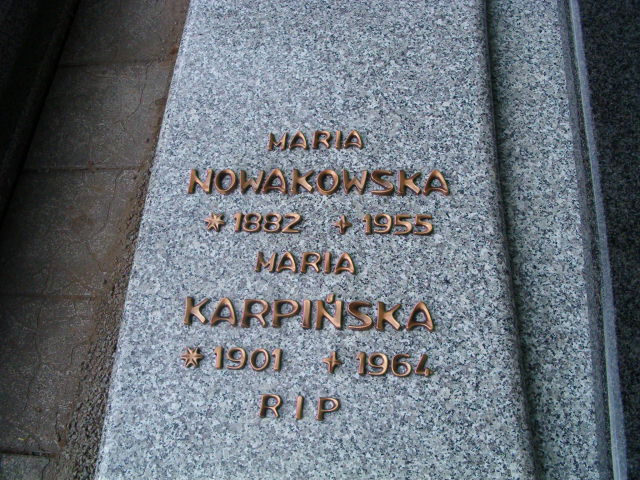 MARIA
NOWAKOWSKA
*1882 +1955
MARIA
KARPIŃSKA
*1901 +1964
RIP